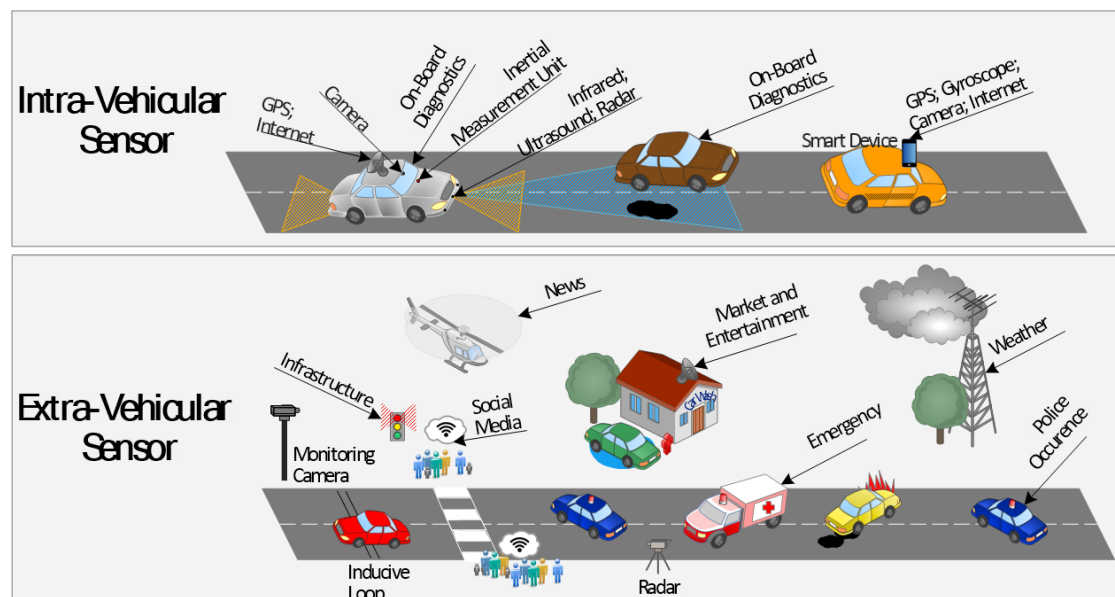 Intra-Vehicular
Sensor
GPS;
Internet
Camera
On-Board
Diagnostics
Inertial
Measurement Unit
Infrared;
Ultrasound; Radar
On-Board
Diagnostics
Smart Device
GPS; Gyroscope;
Camera; Internet
Extra-Vehicular
Sensor
News
Market and
Entertainment
Weather
Infrastructure
Social
Media
Car Wash
Monitoring
Camera
Emergency
Police
Occurence
Inducive
Loop
Radar